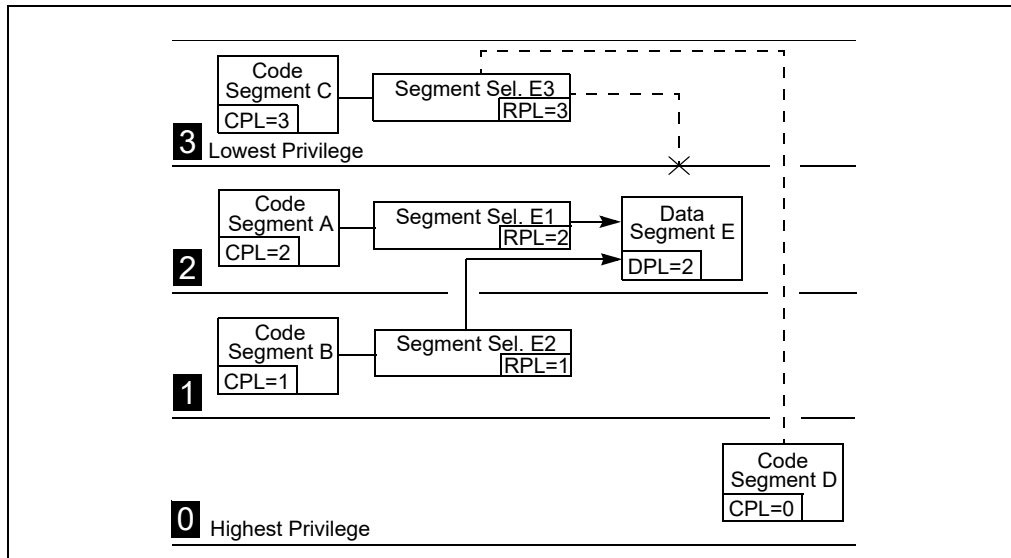 Code
Segment C
CPL=3
Segment Sel. E3
RPL=3
3
Lowest Privilege
Code
Segment A
CPL=2
Segment Sel. E1
RPL=2
Data
Segment E
DPL=2
2
Code
Segment B
CPL=1
Segment Sel. E2
RPL=1
1
Code
Segment D
CPL=0
0
Highest Privilege